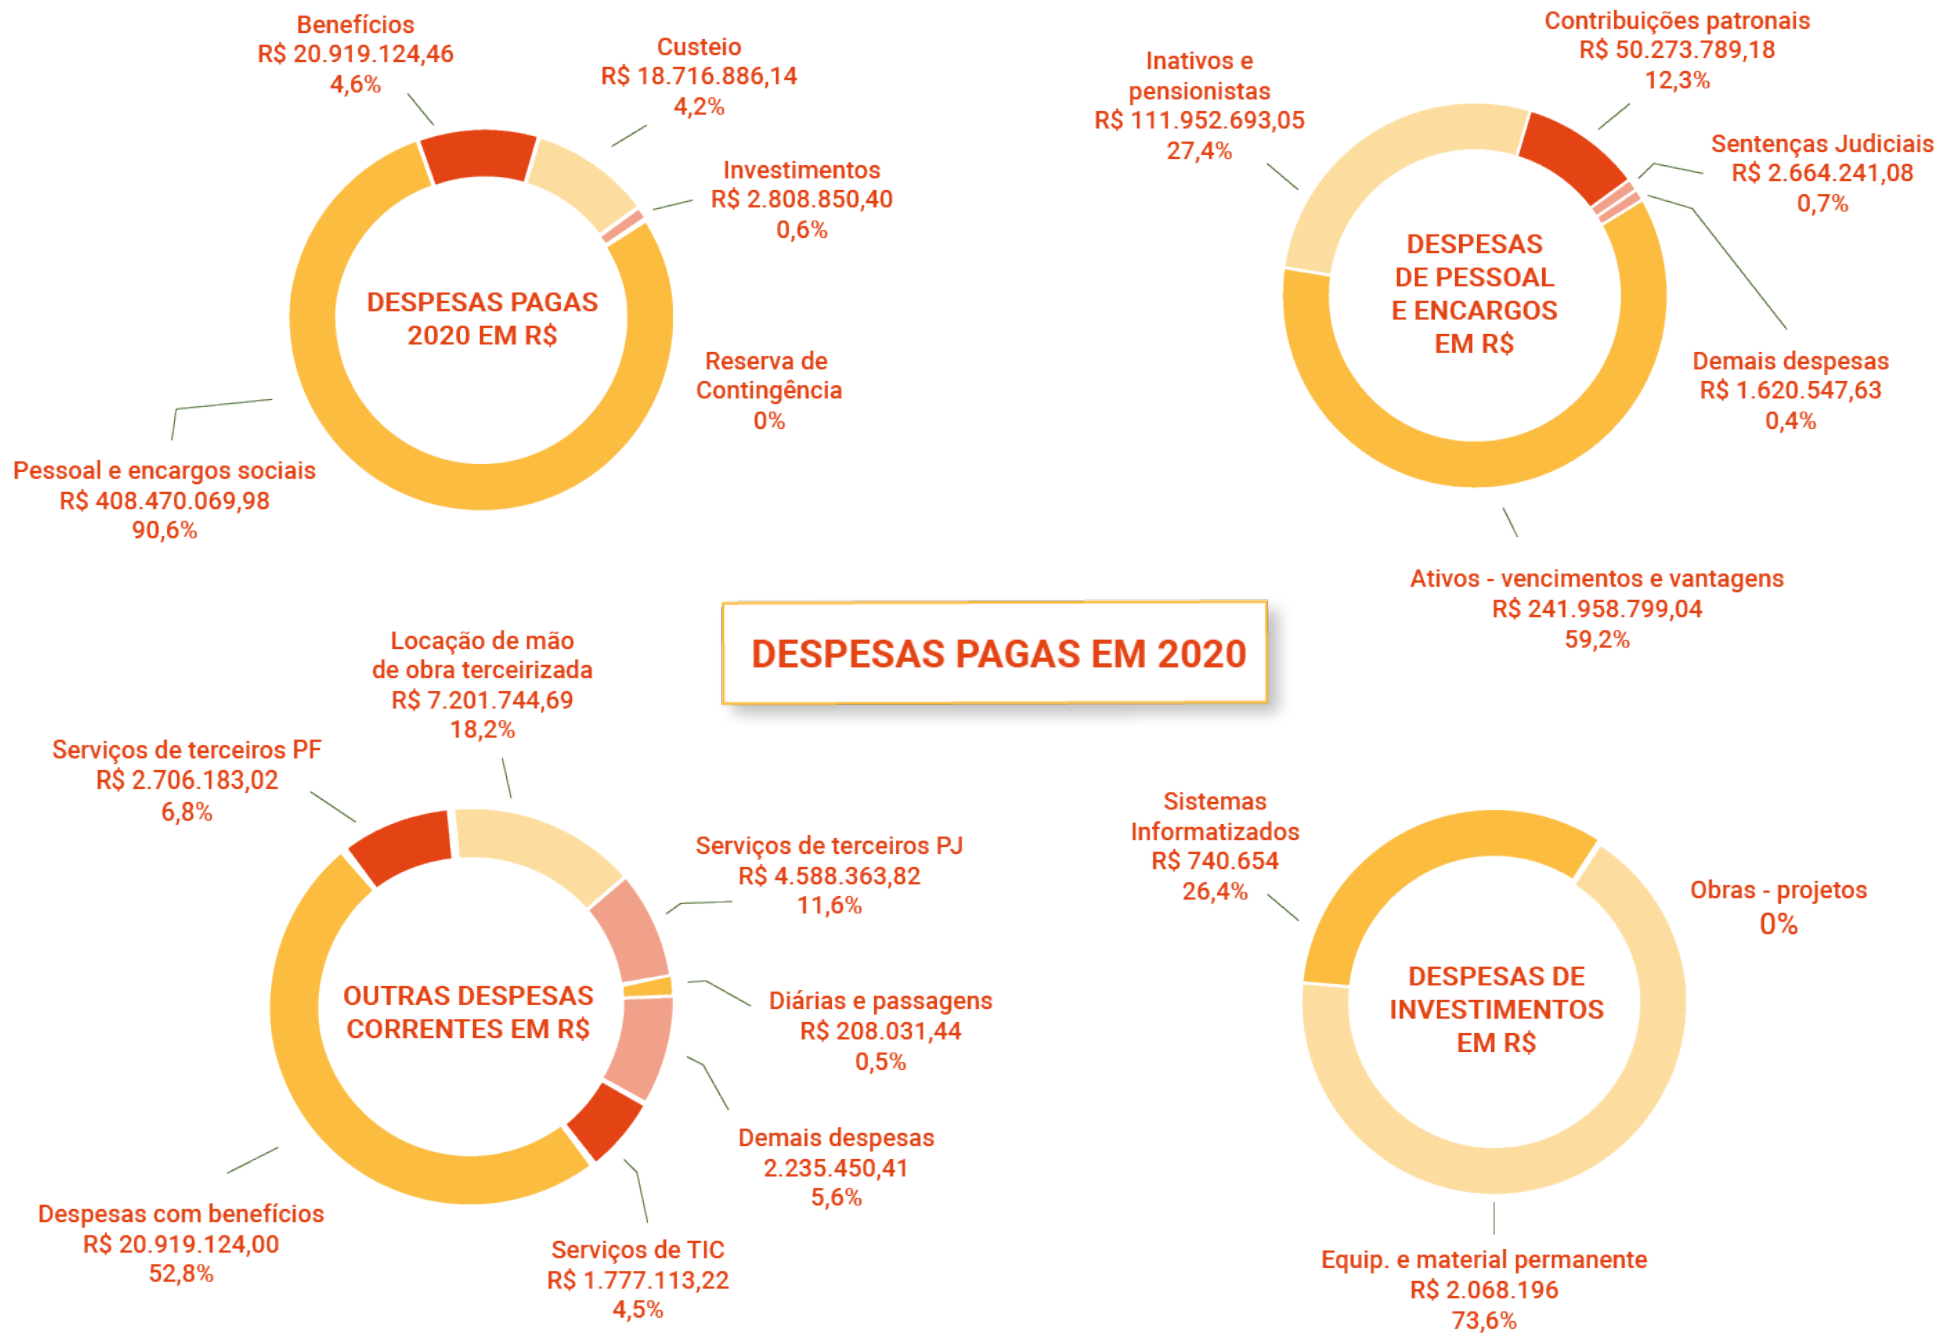 Benefícios
R$ 20.919.124,46
4,6%
Custeio
R$ 18.716.886,14
4,2%
Investimentos
R$ 2.808.850,40
0,6%
DESPESAS PAGAS
2020 EM R$
Reserva de
Contingência
0%
Pessoal e encargos sociais
R$ 408.470.069,98
90,6%
Contribuições patronais
R$ 50.273.789,18
12,3%
Inativos e
pensionistas
R$ 111.952.693,05
27,4%
Sentenças Judiciais
R$ 2.664.241,08
0,7%
DESPESAS
DE PESSOAL
E ENCARGOS
EM R$
Demais despesas
R$ 1.620.547,63
0,4%
Ativos - vencimentos e vantagens
R$ 241.958.799,04
59,2%
DESPESAS PAGAS EM 2020
Locação de mão
de obra terceirizada
R$ 7.201.744,69
18,2%
Serviços de terceiros PF
R$ 2.706.183,02
6,8%
Serviços de terceiros PJ
R$ 4.588.363,82
11,6%
OUTRAS DESPESAS
CORRENTES EM R$
Diárias e passagens
R$ 208.031,44
0,5%
Demais despesas
2.235.450,41
5,6%
Despesas com benefícios
R$ 20.919.124,00
52,8%
Serviços de TIC
R$ 1.777.113,22
4,5%
Sistemas
Informatizados
R$ 740.654
26,4%
Obras - projetos
0%
DESPESAS DE
INVESTIMENTOS
EM R$
Equip. e material permanente
R$ 2.068.196
73,6%